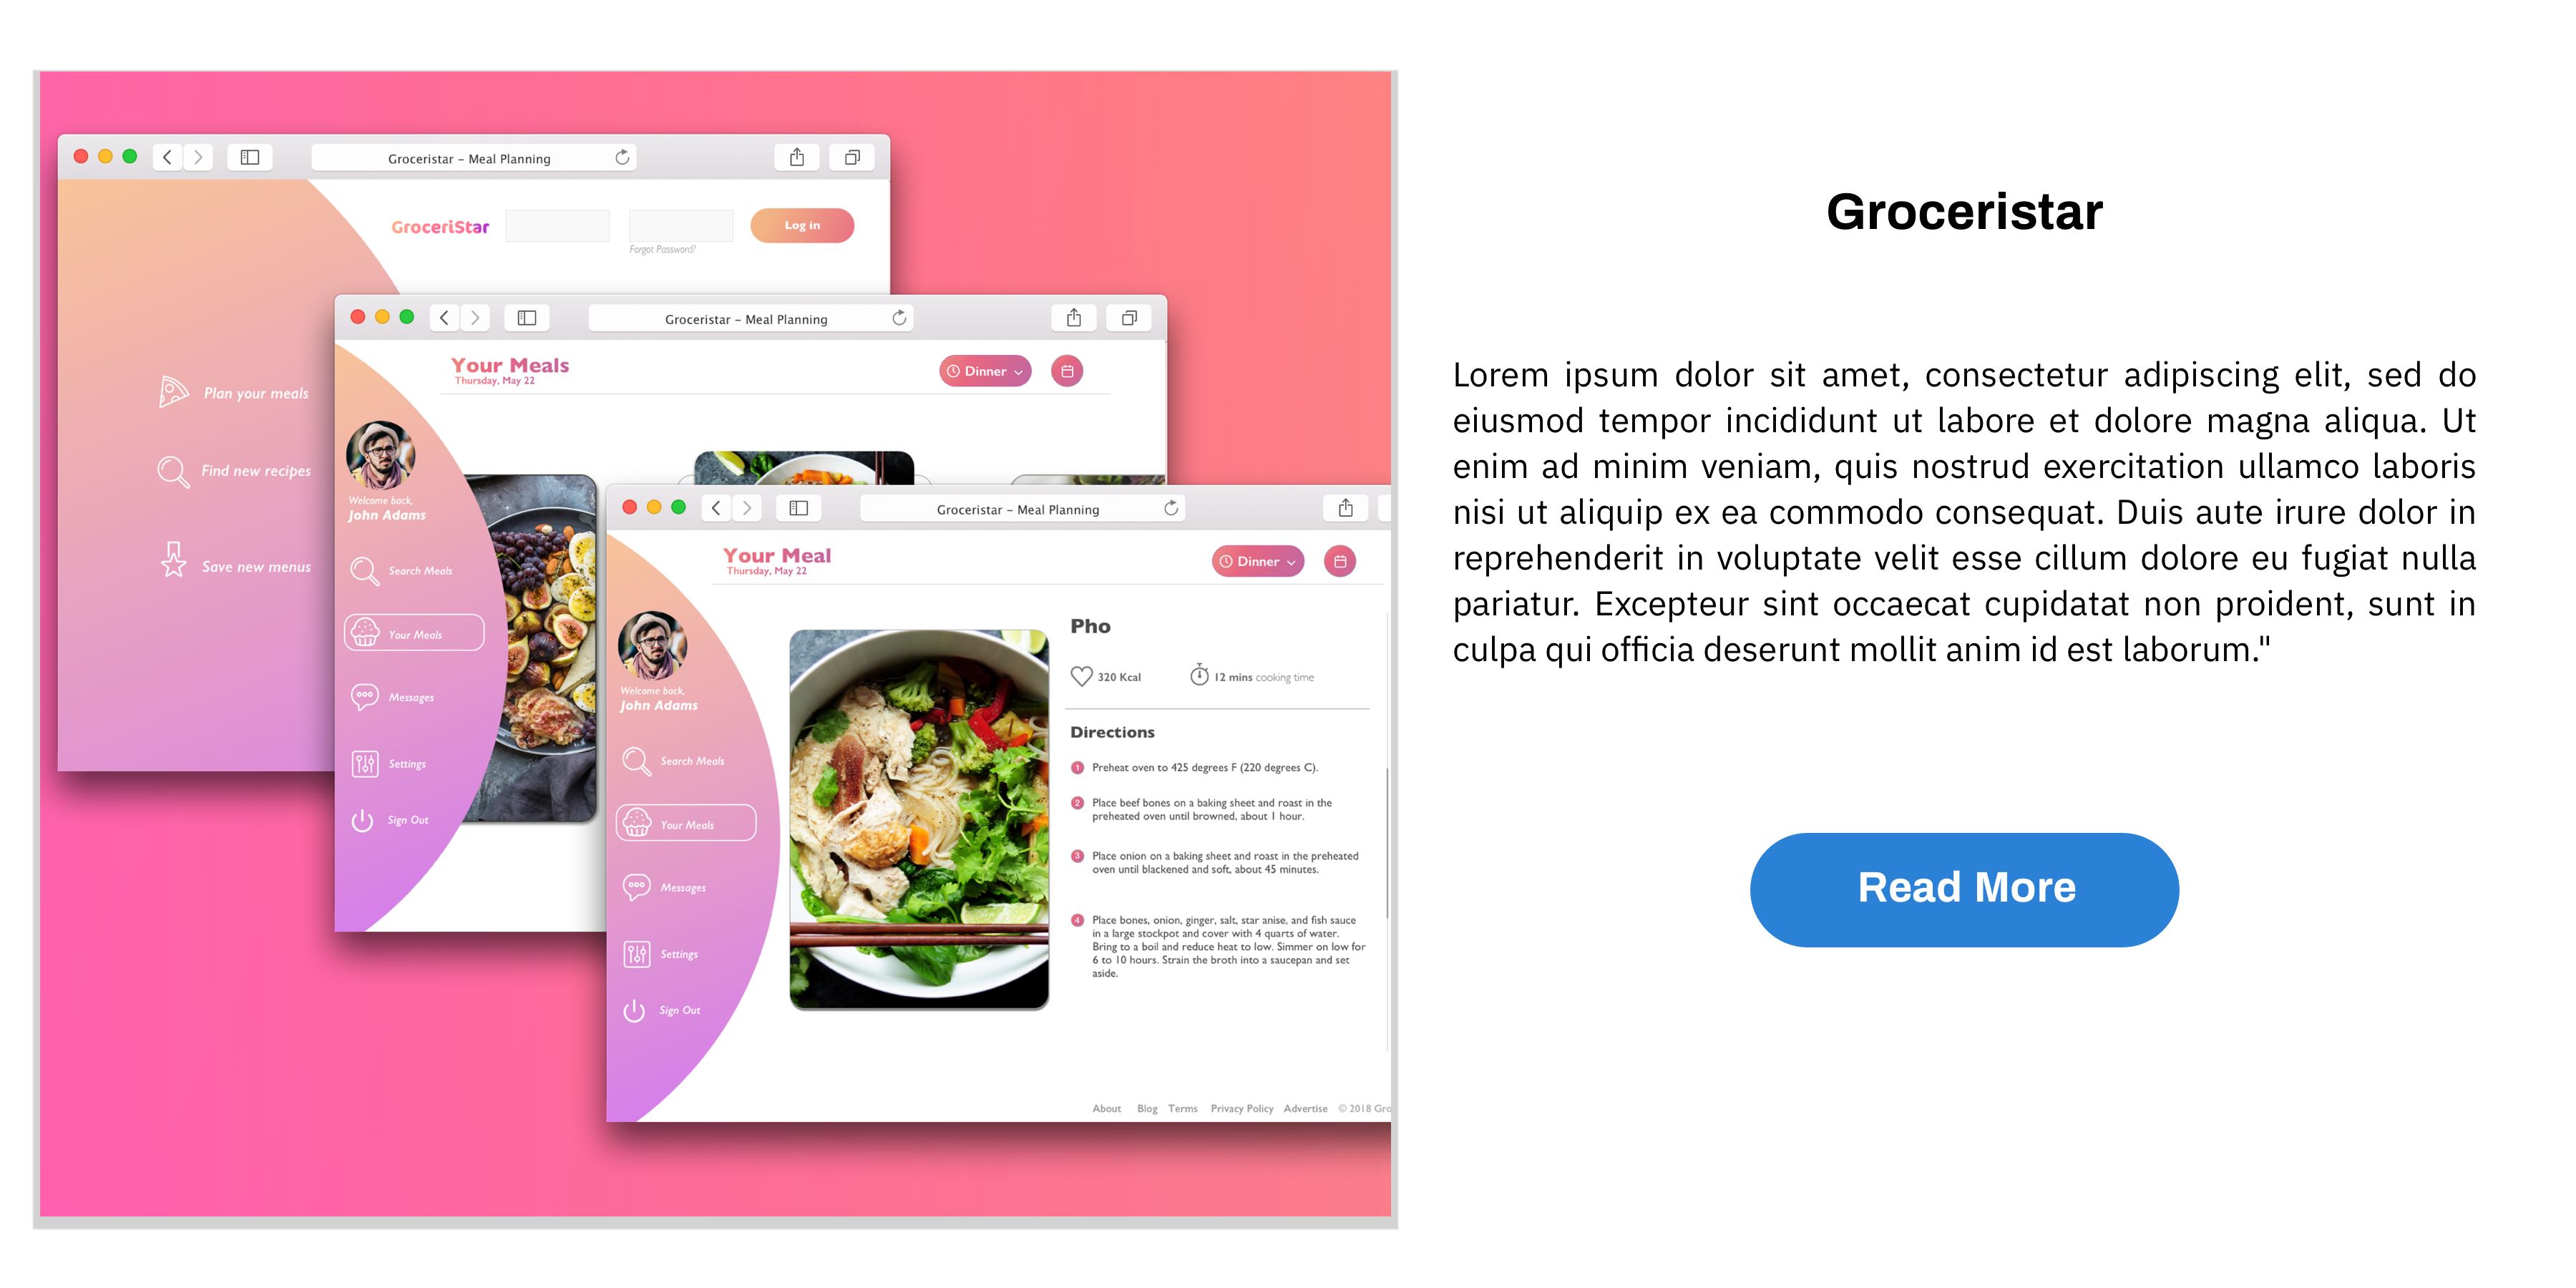 Groceristar – Meal Planning
GroceriStar
Log in
Forgot Password?
Plan your meals
Find new recipes
Save new menus
Groceristar – Meal Planning
Your Meals
Thursday, May 22
Dinner
Welcome back,
John Adams
Search Meals
Your Meals
Messages
Settings
Sign Out
Groceristar – Meal Planning
Your Meal
Thursday, May 22
Dinner
Welcome back,
John Adams
Search Meals
Your Meals
Messages
Settings
Sign Out
Pho
320 Kcal
12 mins cooking time
Directions
1 Preheat oven to 425 degrees F (220 degrees C).
2 Place beef bones on a baking sheet and roast in the
preheated oven until browned, about 1 hour.
3 Place onion on a baking sheet and roast in the preheated
oven until blackened and soft, about 45 minutes.
4 Place bones, onion, ginger, salt, star anise, and fish sauce
in a large stockpot and cover with 4 quarts of water.
Bring to a boil and reduce heat to low. Simmer on low for
6 to 10 hours. Strain the broth into a saucepan and set
aside.
About Blog Terms Privacy Policy Advertise © 2018 Gro
Groceristar
Lorem ipsum dolor sit amet, consectetur adipiscing elit, sed do
eiusmod tempor incididunt ut labore et dolore magna aliqua. Ut
enim ad minim veniam, quis nostrud exercitation ullamco laboris
nisi ut aliquip ex ea commodo consequat. Duis aute irure dolor in
reprehenderit in voluptate velit esse cillum dolore eu fugiat nulla
pariatur. Excepteur sint occaecat cupidatat non proident, sunt in
culpa qui officia deserunt mollit anim id est laborum."
Read More